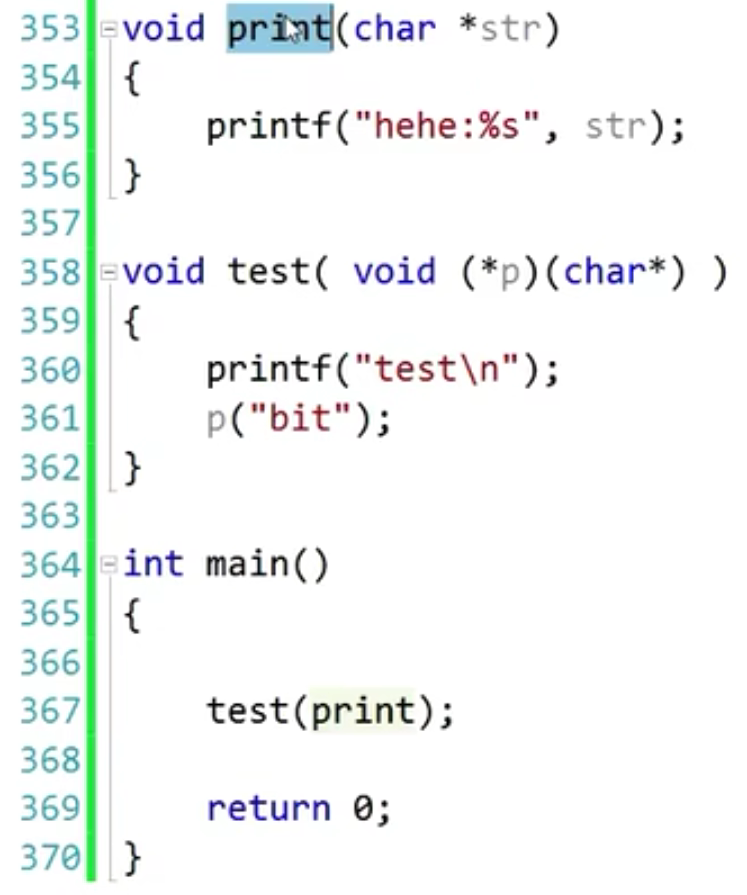 353 void print(char *str)
354 {
355     printf("hehe:%s", str);
356 }
357
358 void test( void (*p)(char*) )
359 {
360     printf("test\n");
361     p("bit");
362 }
363
364 int main()
365 {
366
367     test(print);
368
369     return 0;
370 }